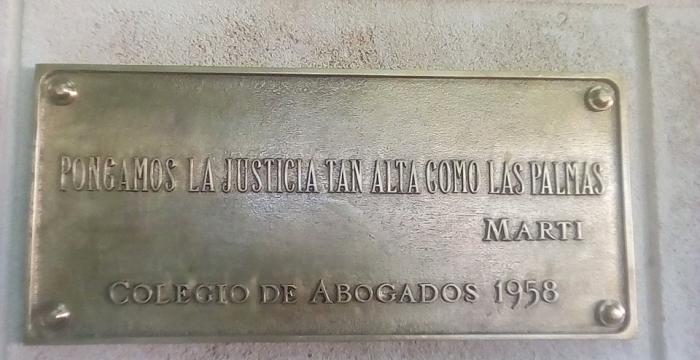 PONGAMOS LA JUSTICIA TAN ALTA COMO LAS PALMAS
MARTI
COLEGIO DE ABOGADOS 1958